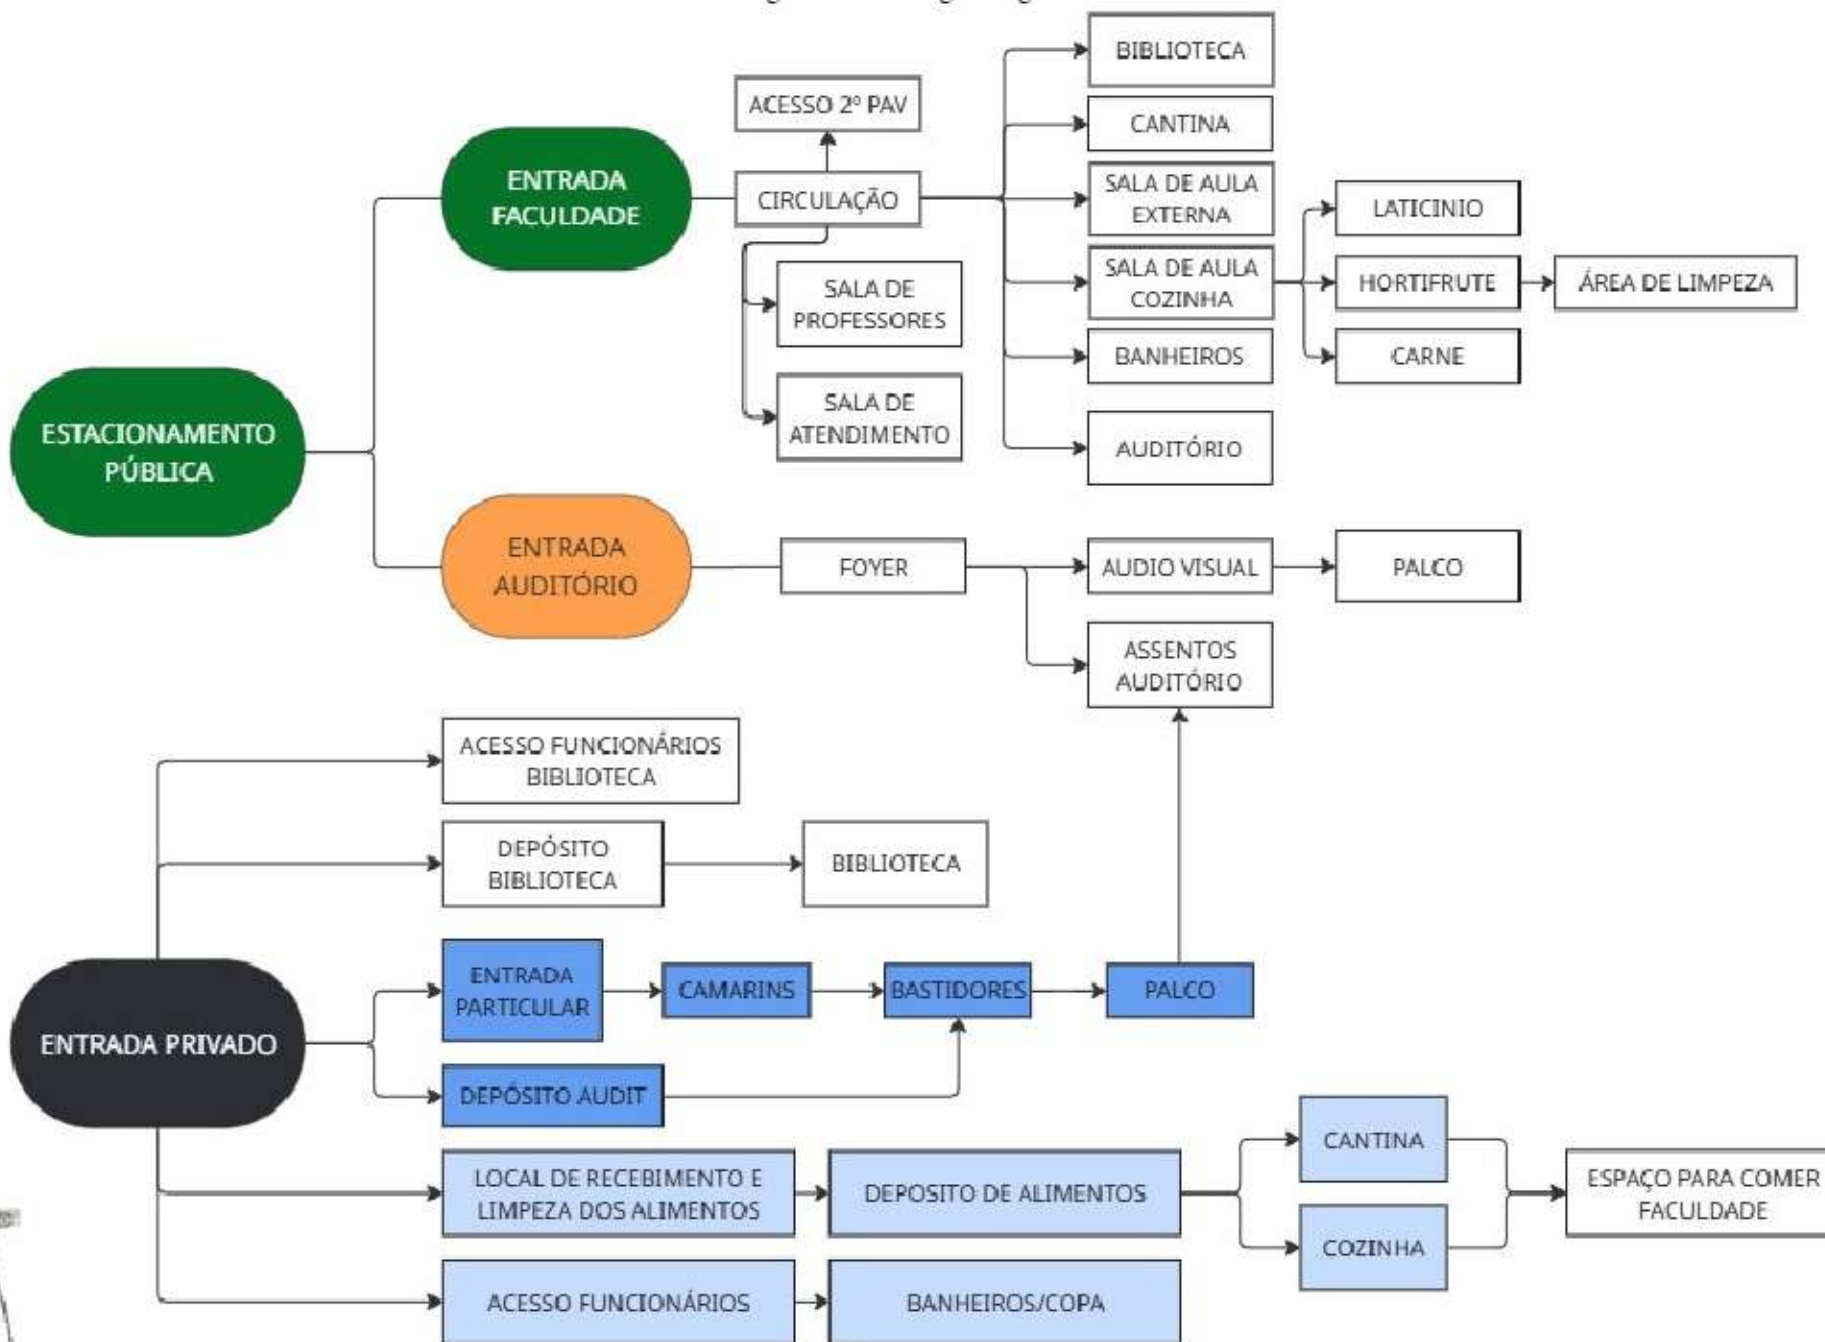 BIBLIOTECA
ACESSO 2º PAV
CANTINA
ENTRADA
FACULDADE
CIRCULAÇÃO
SALA DE AULA
EXTERNA
LATICINIO
SALA DE AULA
COZINHA
HORTIFRUTE
ÁREA DE LIMPEZA
SALA DE
PROFESSORES
BANHEIROS
CARNE
SALA DE
ATENDIMENTO
AUDITÓRIO
ESTACIONAMENTO
PÚBLICA
ENTRADA
AUDITÓRIO
FOYER
AUDIO VISUAL
PALCO
ASSENTOS
AUDITÓRIO
ACESSO FUNCIONÁRIOS
BIBLIOTECA
DEPÓSITO
BIBLIOTECA
BIBLIOTECA
ENTRADA PRIVADO
ENTRADA
PARTICULAR
CAMARINS
BASTIDORES
PALCO
DEPÓSITO AUDIT
LOCAL DE RECEBIMENTO E
LIMPEZA DOS ALIMENTOS
DEPOSITO DE ALIMENTOS
CANTINA
COZINHA
ESPAÇO PARA COMER
FACULDADE
ACESSO FUNCIONÁRIOS
BANHEIROS/COPA